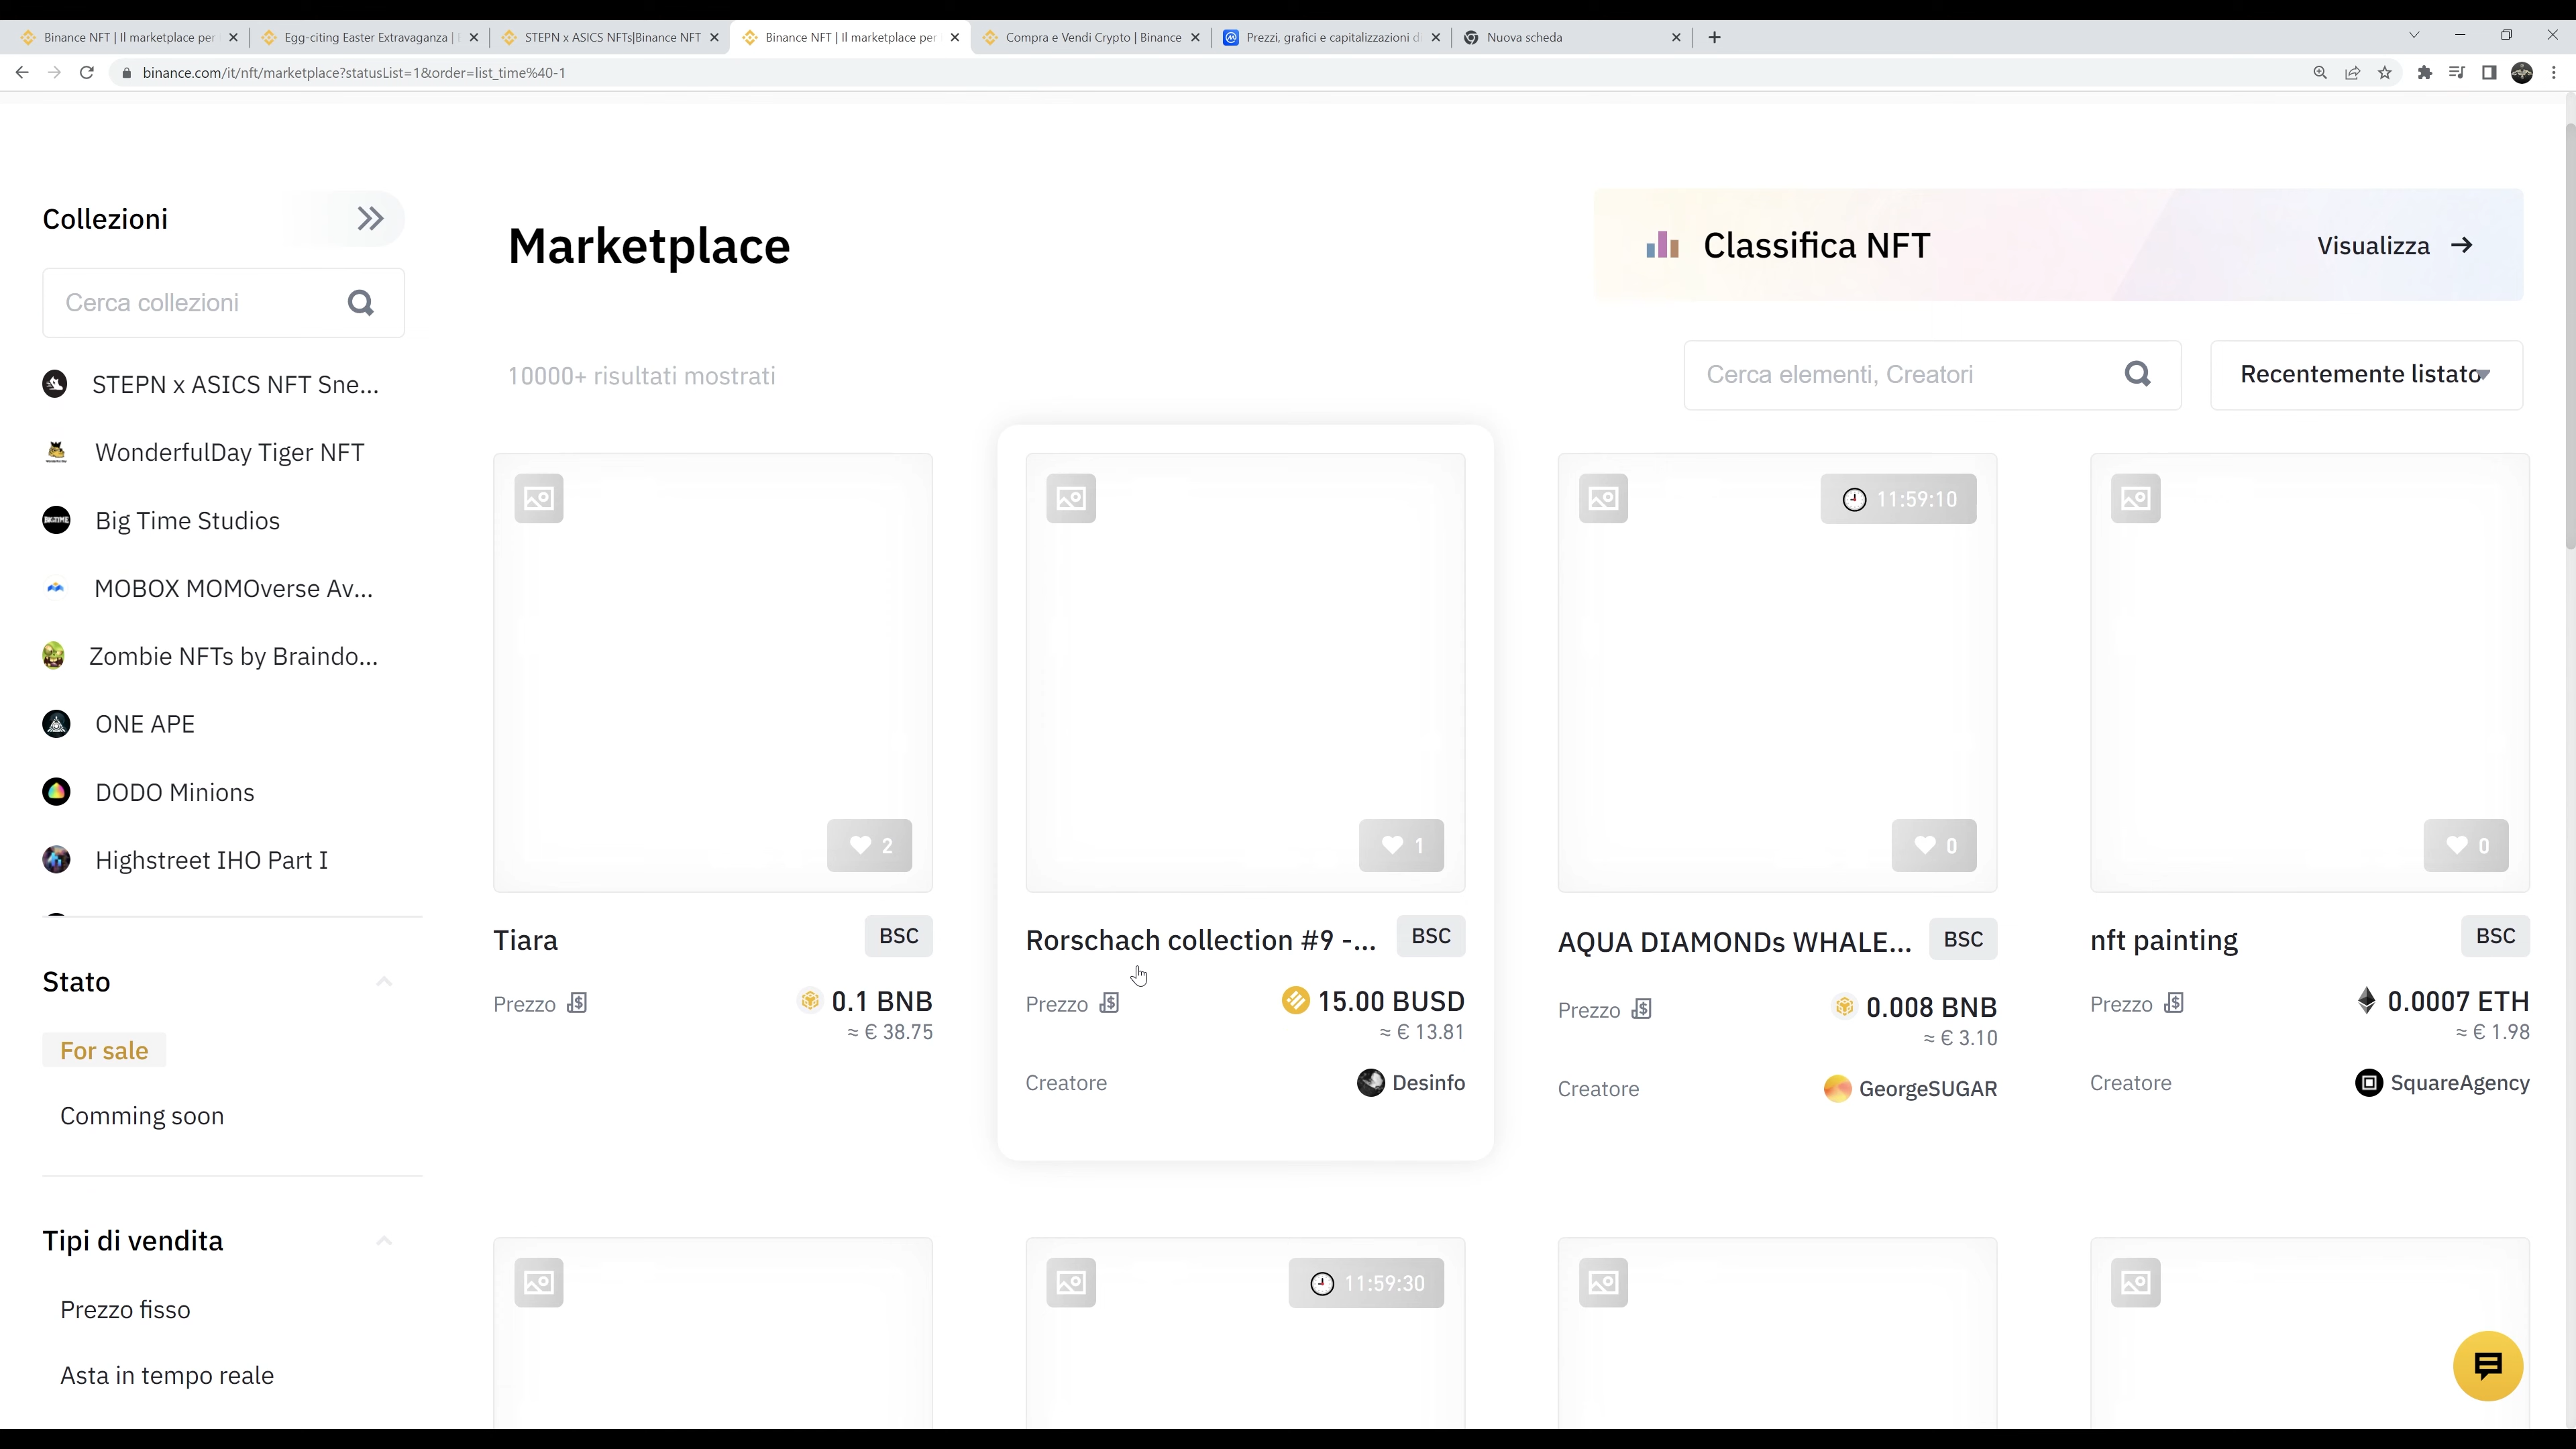 Binance NFT | Il marketplace per
Egg-citing Easter Extravaganza |
STEPN x ASICS NFTs|Binance NFT
Binance NFT | Il marketplace per
Compra e Vendi Crypto | Binance
Prezzi, grafici e capitalizzazioni d
Nuova scheda
binance.com/it/nft/marketplace?statusList=1&order=list_time%40-1
Collezioni
Cerca collezioni
STEPN x ASICS NFT Sne...
WonderfulDay Tiger NFT
Big Time Studios
MOBOX MOMOverse Av...
Zombie NFTs by Braindo...
ONE APE
DODO Minions
Highstreet IHO Part I
Stato
For sale
Comming soon
Tipi di vendita
Prezzo fisso
Asta in tempo reale
Marketplace
Classifica NFT
Visualizza
10000+ risultati mostrati
Cerca elementi, Creatori
Recentemente listato
2
Tiara
BSC
Prezzo
0.1 BNB
≈ € 38.75
1
Rorschach collection #9 -...
BSC
Prezzo
15.00 BUSD
≈ € 13.81
Creatore
Desinfo
11:59:10
0
AQUA DIAMONDs WHALE...
BSC
Prezzo
0.008 BNB
≈ € 3.10
Creatore
GeorgeSUGAR
0
nft painting
BSC
Prezzo
0.0007 ETH
≈ € 1.98
Creatore
SquareAgency
11:59:30